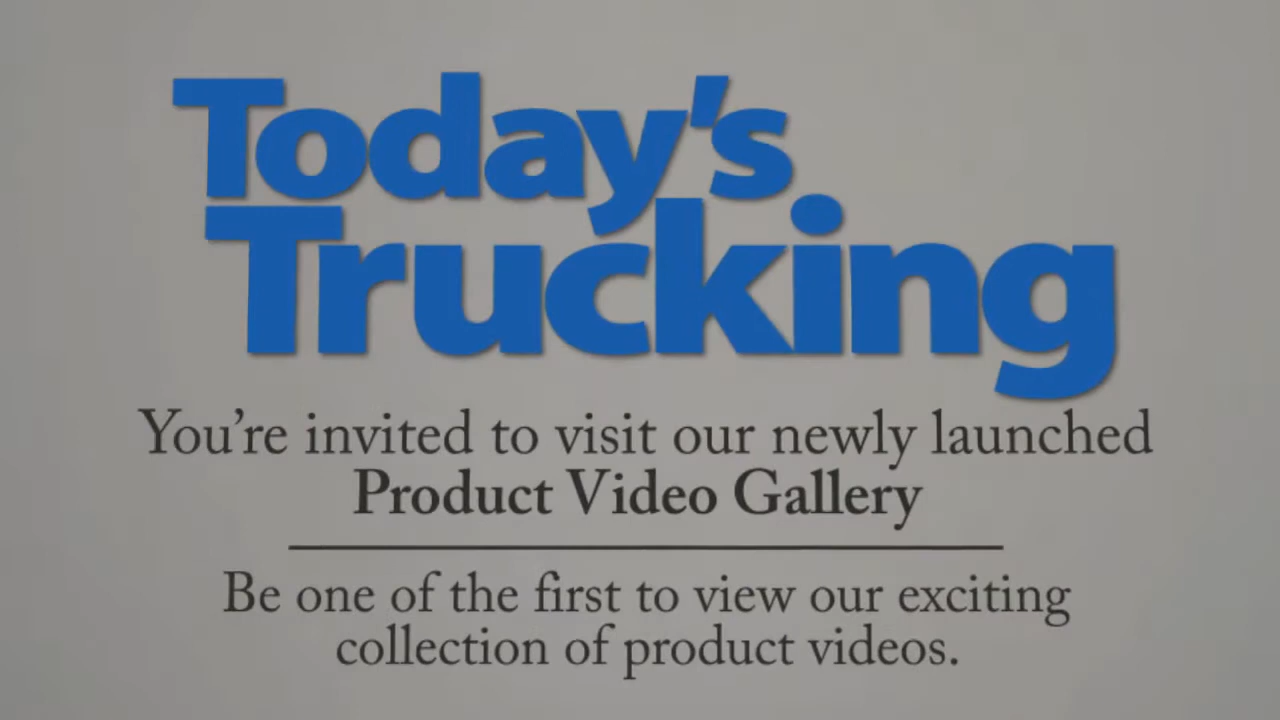 Today's
Trucking
You're invited to visit our newly launched
Product Video Gallery
Be one of the first to view our exciting
collection of product videos.